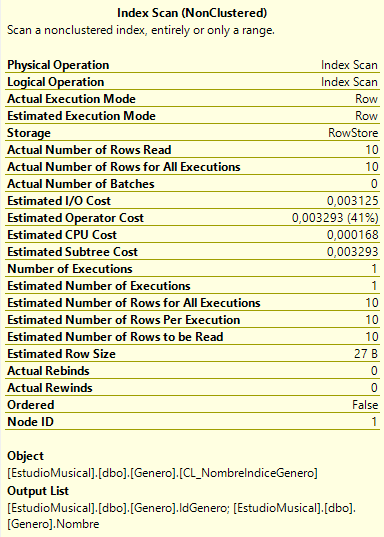 Index Scan (NonClustered)
Scan a nonclustered index, entirely or only a range.
Physical Operation Index Scan
Logical Operation Index Scan
Actual Execution Mode Row
Estimated Execution Mode Row
Storage RowStore
Actual Number of Rows Read 10
Actual Number of Rows for All Executions 10
Actual Number of Batches 0
Estimated I/O Cost 0,003125
Estimated Operator Cost 0,003293 (41%)
Estimated CPU Cost 0,000168
Estimated Subtree Cost 0,003293
Number of Executions 1
Estimated Number of Executions 1
Estimated Number of Rows for All Executions 10
Estimated Number of Rows Per Execution 10
Estimated Number of Rows to be Read 10
Estimated Row Size 27 B
Actual Rebinds 0
Actual Rewinds 0
Ordered False
Node ID 1
Object
[EstudioMusical].[dbo].[Genero].[CL_NombreIndiceGenero]
Output List
[EstudioMusical].[dbo].[Genero].IdGenero; [EstudioMusical].[dbo].
[Genero].Nombre